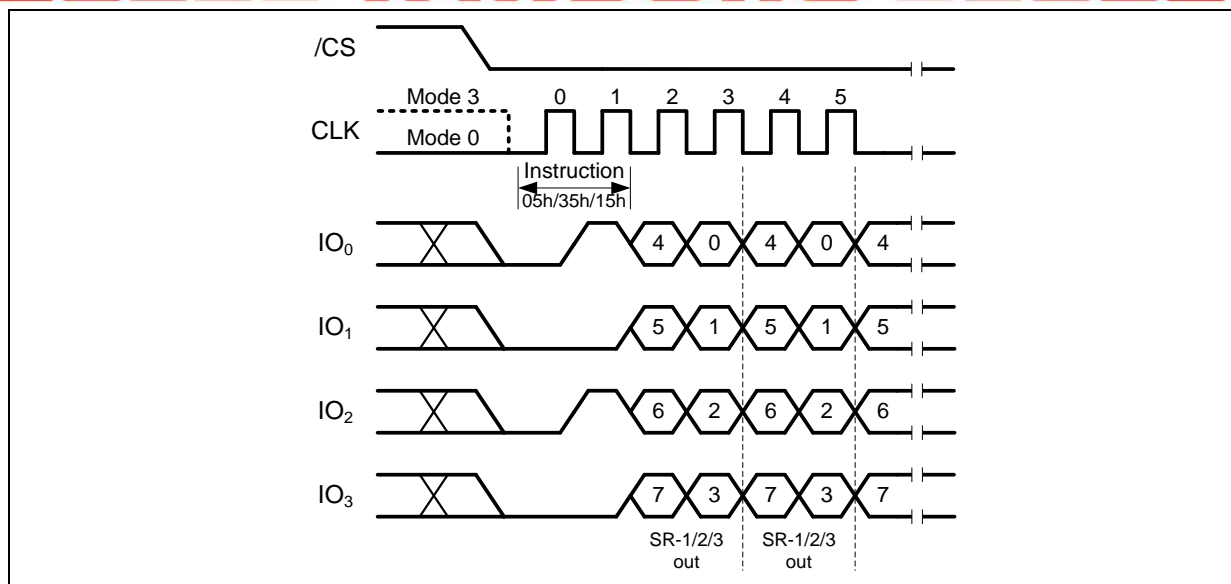 /CS
Mode 3 0 1 2 3 4 5
CLK
Mode 0
Instruction
05h/35h/15h
IO₀ 4 0 4 0 4
IO₁ 5 1 5 1 5
IO₂ 6 2 6 2 6
IO₃ 7 3 7 3 7
SR-1/2/3 SR-1/2/3
out out